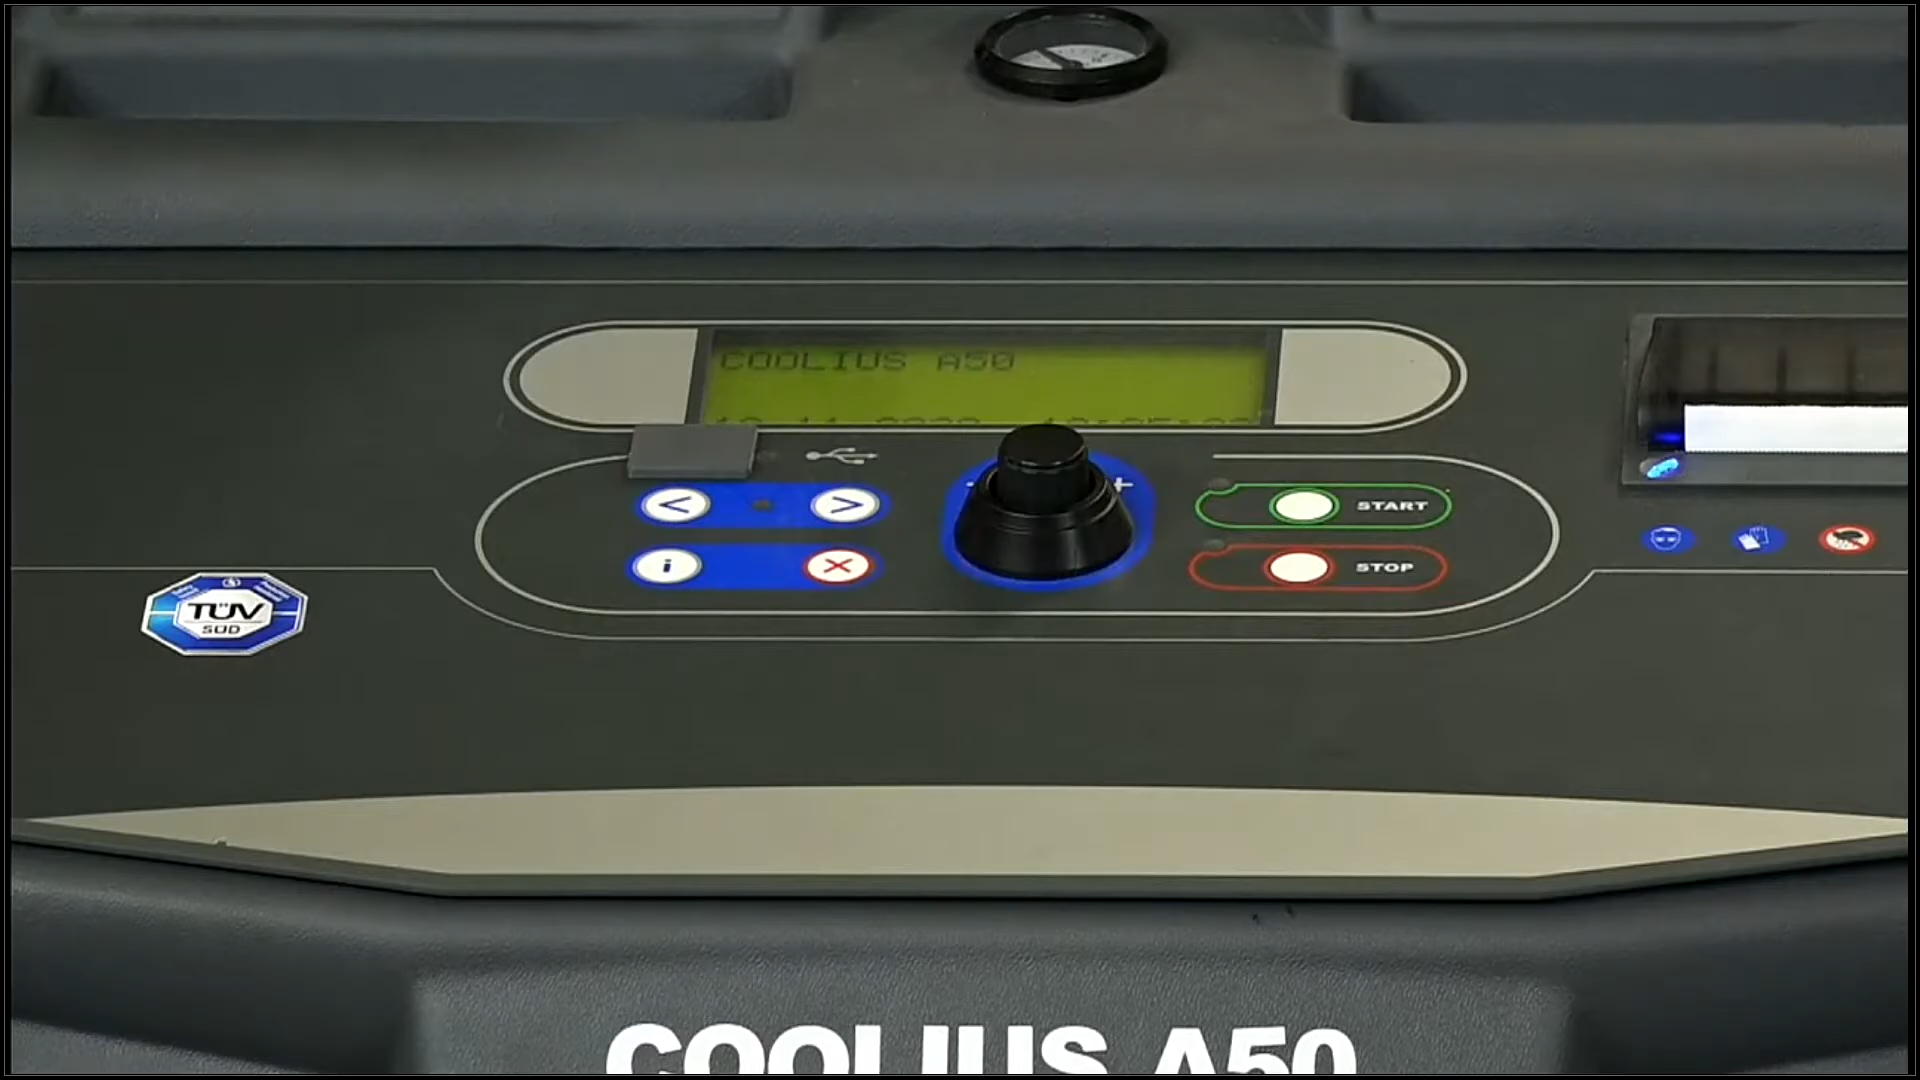 COOLIUS A50
< >
- +
START
i X
STOP
TÜV
SÜD
COOLIUS A50